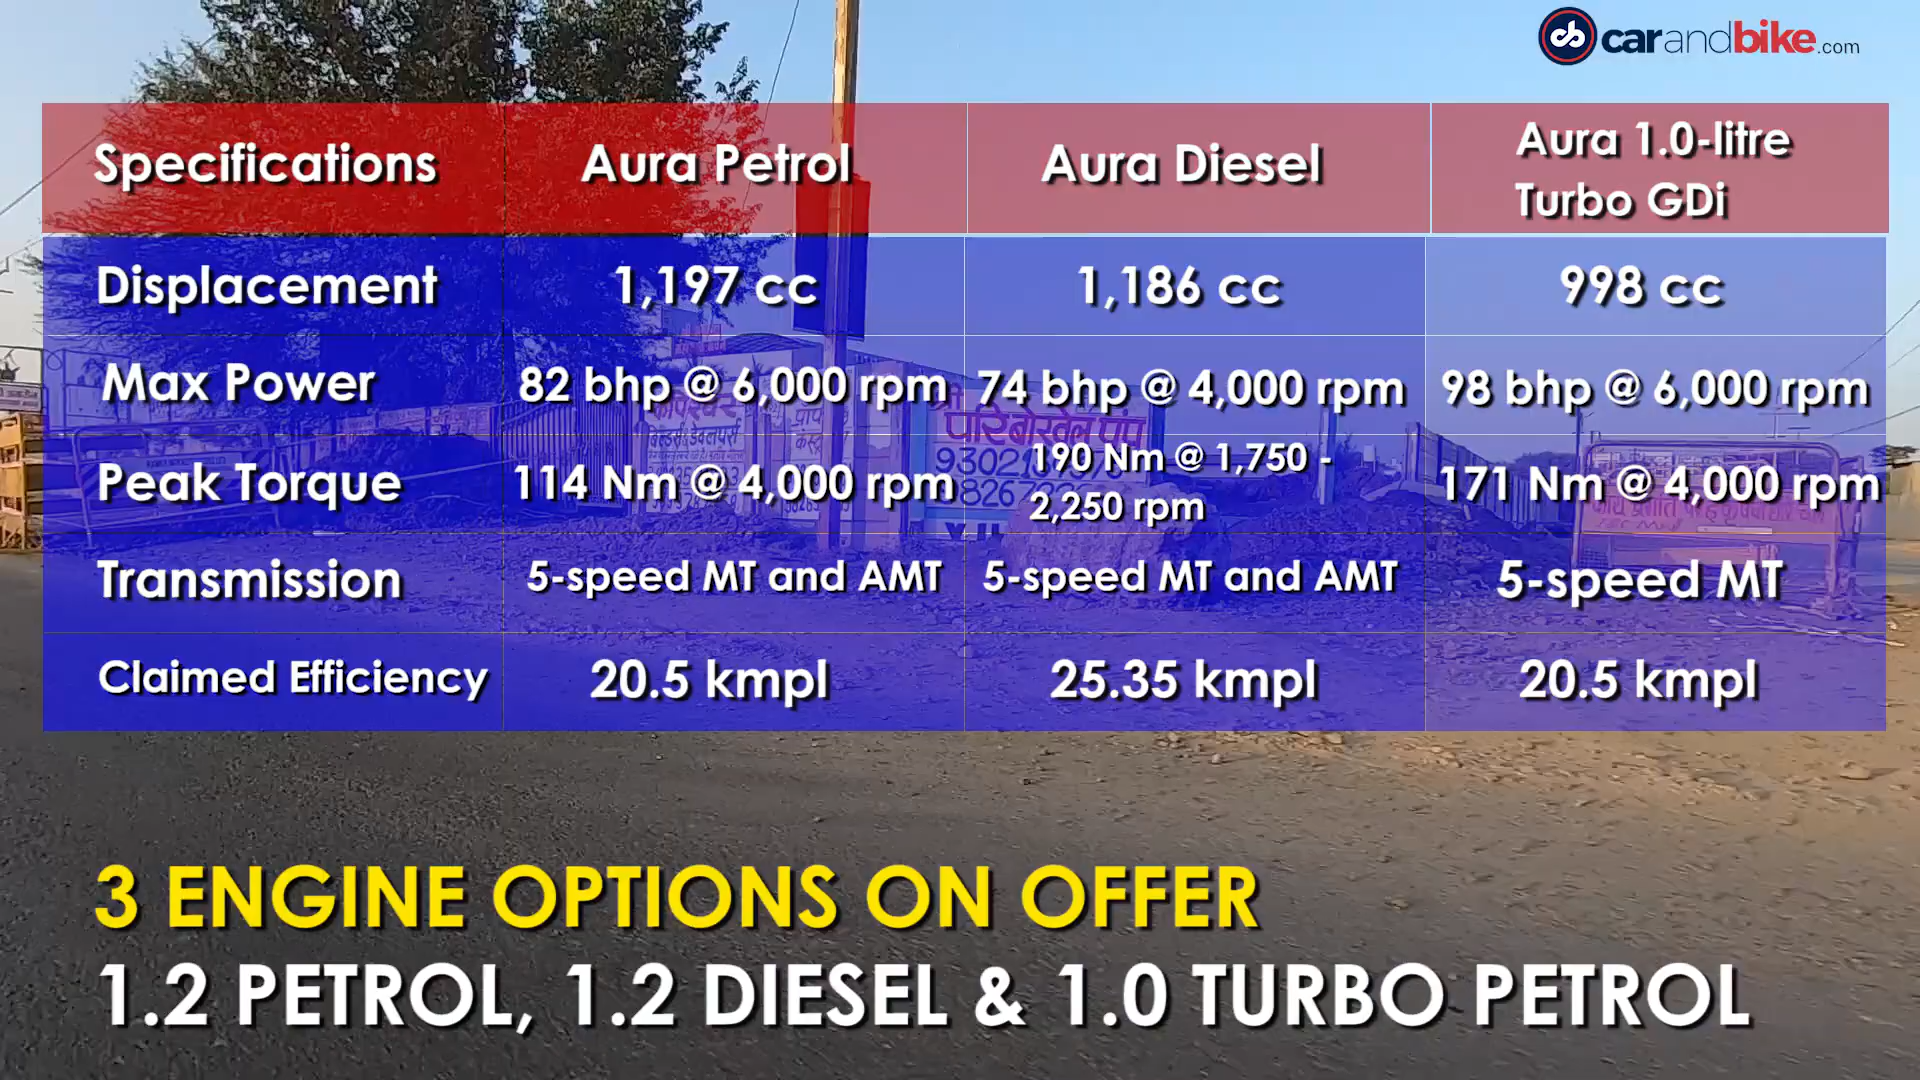 carandbike.com
Specifications
Aura Petrol
Aura Diesel
Aura 1.0-litre
Turbo GDi
Displacement
1,197 cc
1,186 cc
998 cc
Max Power
82 bhp @ 6,000 rpm
74 bhp @ 4,000 rpm
98 bhp @ 6,000 rpm
Peak Torque
114 Nm @ 4,000 rpm
190 Nm @ 1,750 -
2,250 rpm
171 Nm @ 4,000 rpm
Transmission
5-speed MT and AMT
5-speed MT and AMT
5-speed MT
Claimed Efficiency
20.5 kmpl
25.35 kmpl
20.5 kmpl
3 ENGINE OPTIONS ON OFFER
1.2 PETROL, 1.2 DIESEL & 1.0 TURBO PETROL